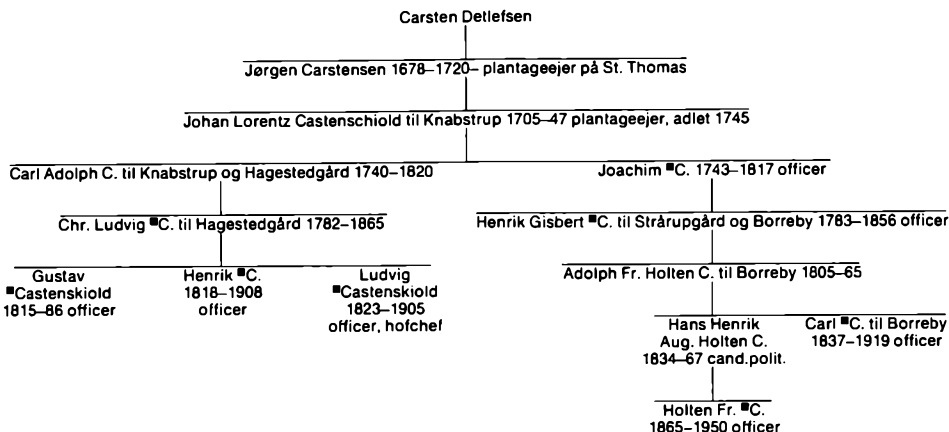 Carsten Detlefsen
Jørgen Carstensen 1678–1720– plantageejer på St. Thomas
Johan Lorentz Castenschiold til Knabstrup 1705–47 plantageejer, adlet 1745
Carl Adolph C. til Knabstrup og Hagestedgård 1740–1820
Joachim ■C. 1743–1817 officer
Chr. Ludvig ■C. til Hagestedgård 1782–1865
Henrik Gisbert ■C. til Strårupgård og Borreby 1783–1856 officer
Gustav
■Castenskiold
1815–86 officer
Henrik ■C.
1818–1908
officer
Ludvig
■Castenskiold
1823–1905
officer, hofchef
Adolph Fr. Holten C. til Borreby 1805–65
Hans Henrik
Aug. Holten C.
1834–67 cand.polit.
Carl ■C. til Borreby
1837–1919 officer
Holten Fr. ■C.
1865–1950 officer